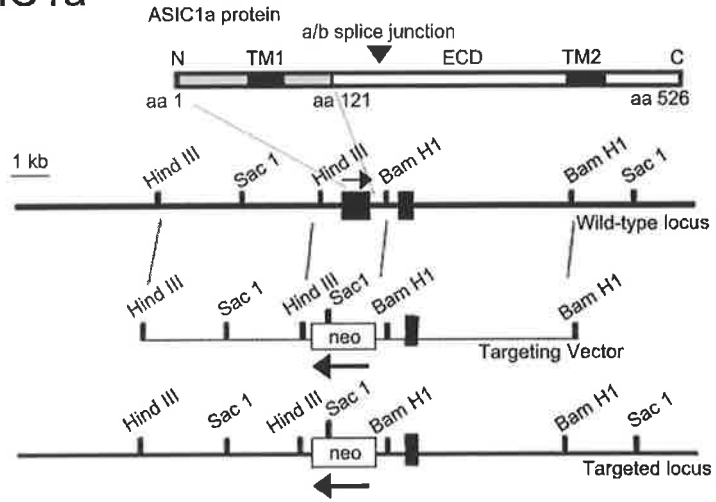 ASIC1a protein
a/b splice junction
N TM1 ECD TM2 C
aa 1 aa 121 aa 526
1 kb
Hind III Sac 1 Hind III Bam H1 Bam H1 Sac 1
Wild-type locus
Hind III Sac 1 Hind III Sac1 Bam H1 Bam H1
neo
Targeting Vector
Hind III Sac 1 Hind III Sac 1 Bam H1 Bam H1 Sac 1
neo
Targeted locus